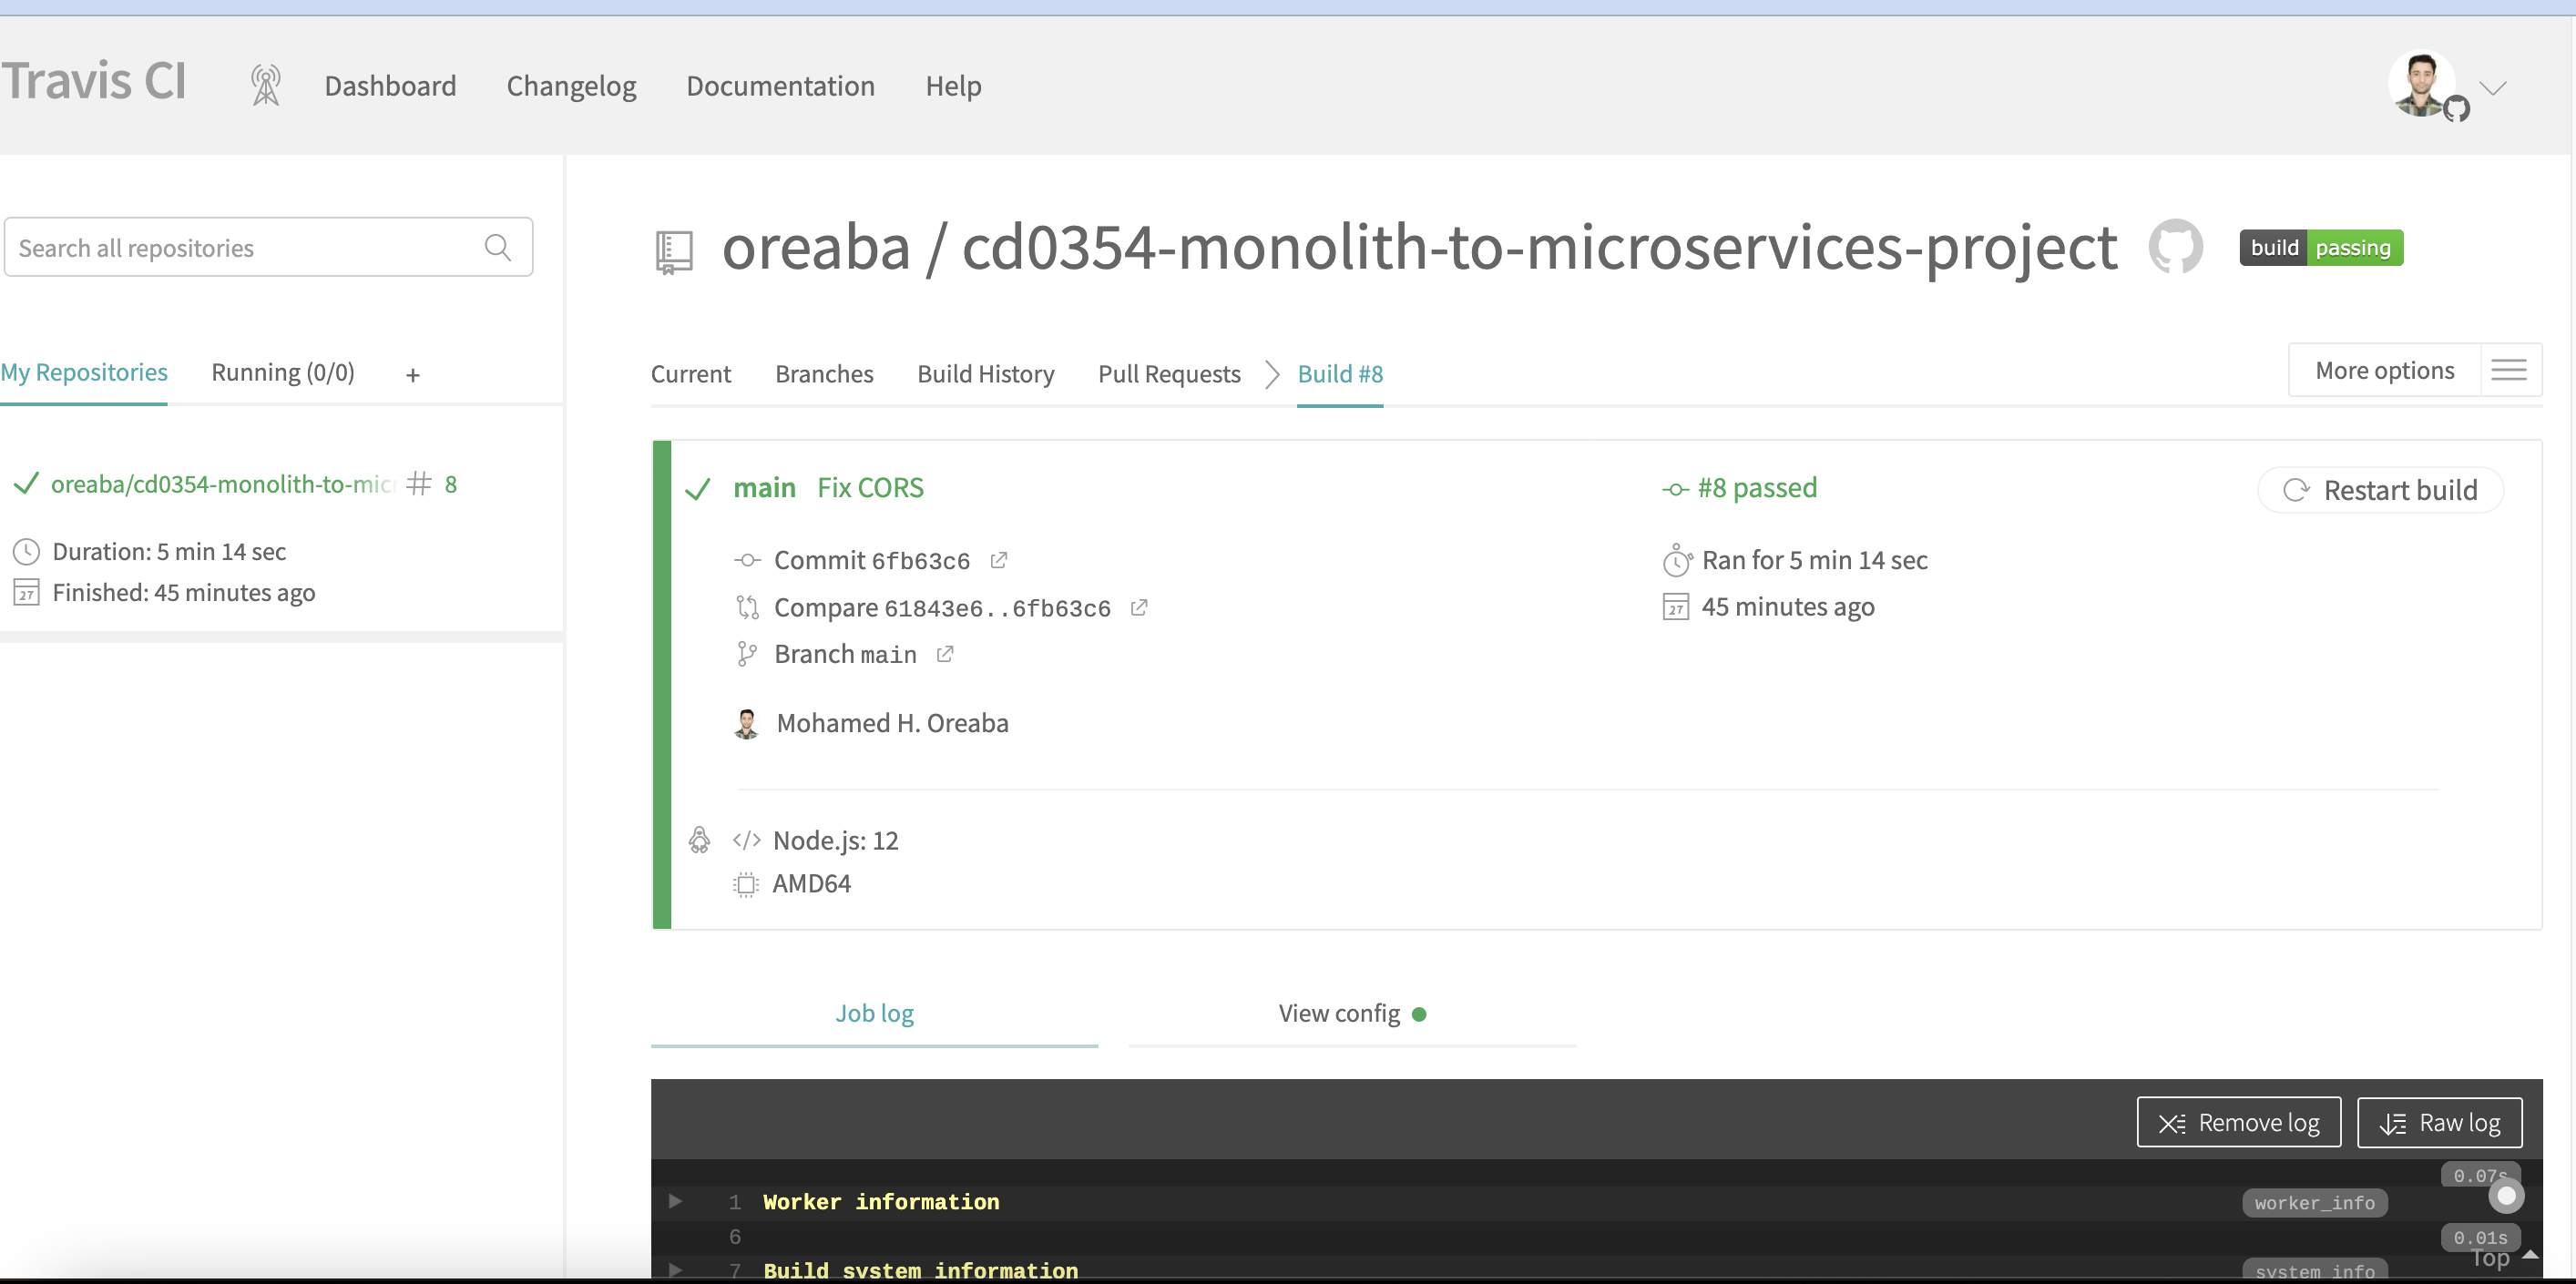 Travis CI Dashboard Changelog Documentation Help
Search all repositories
My Repositories Running (0/0) +
oreaba/cd0354-monolith-to-mic # 8
Duration: 5 min 14 sec
27 Finished: 45 minutes ago
oreaba / cd0354-monolith-to-microservices-project build passing
Current Branches Build History Pull Requests Build #8 More options
main Fix CORS
Commit 6fb63c6
Compare 61843e6..6fb63c6
Branch main
Mohamed H. Oreaba
#8 passed
Ran for 5 min 14 sec
27 45 minutes ago
Restart build
Node.js: 12
AMD64
Job log View config
Remove log Raw log
0.07s
1 Worker information worker_info
6 0.01s
7 Build system information system_info
Top